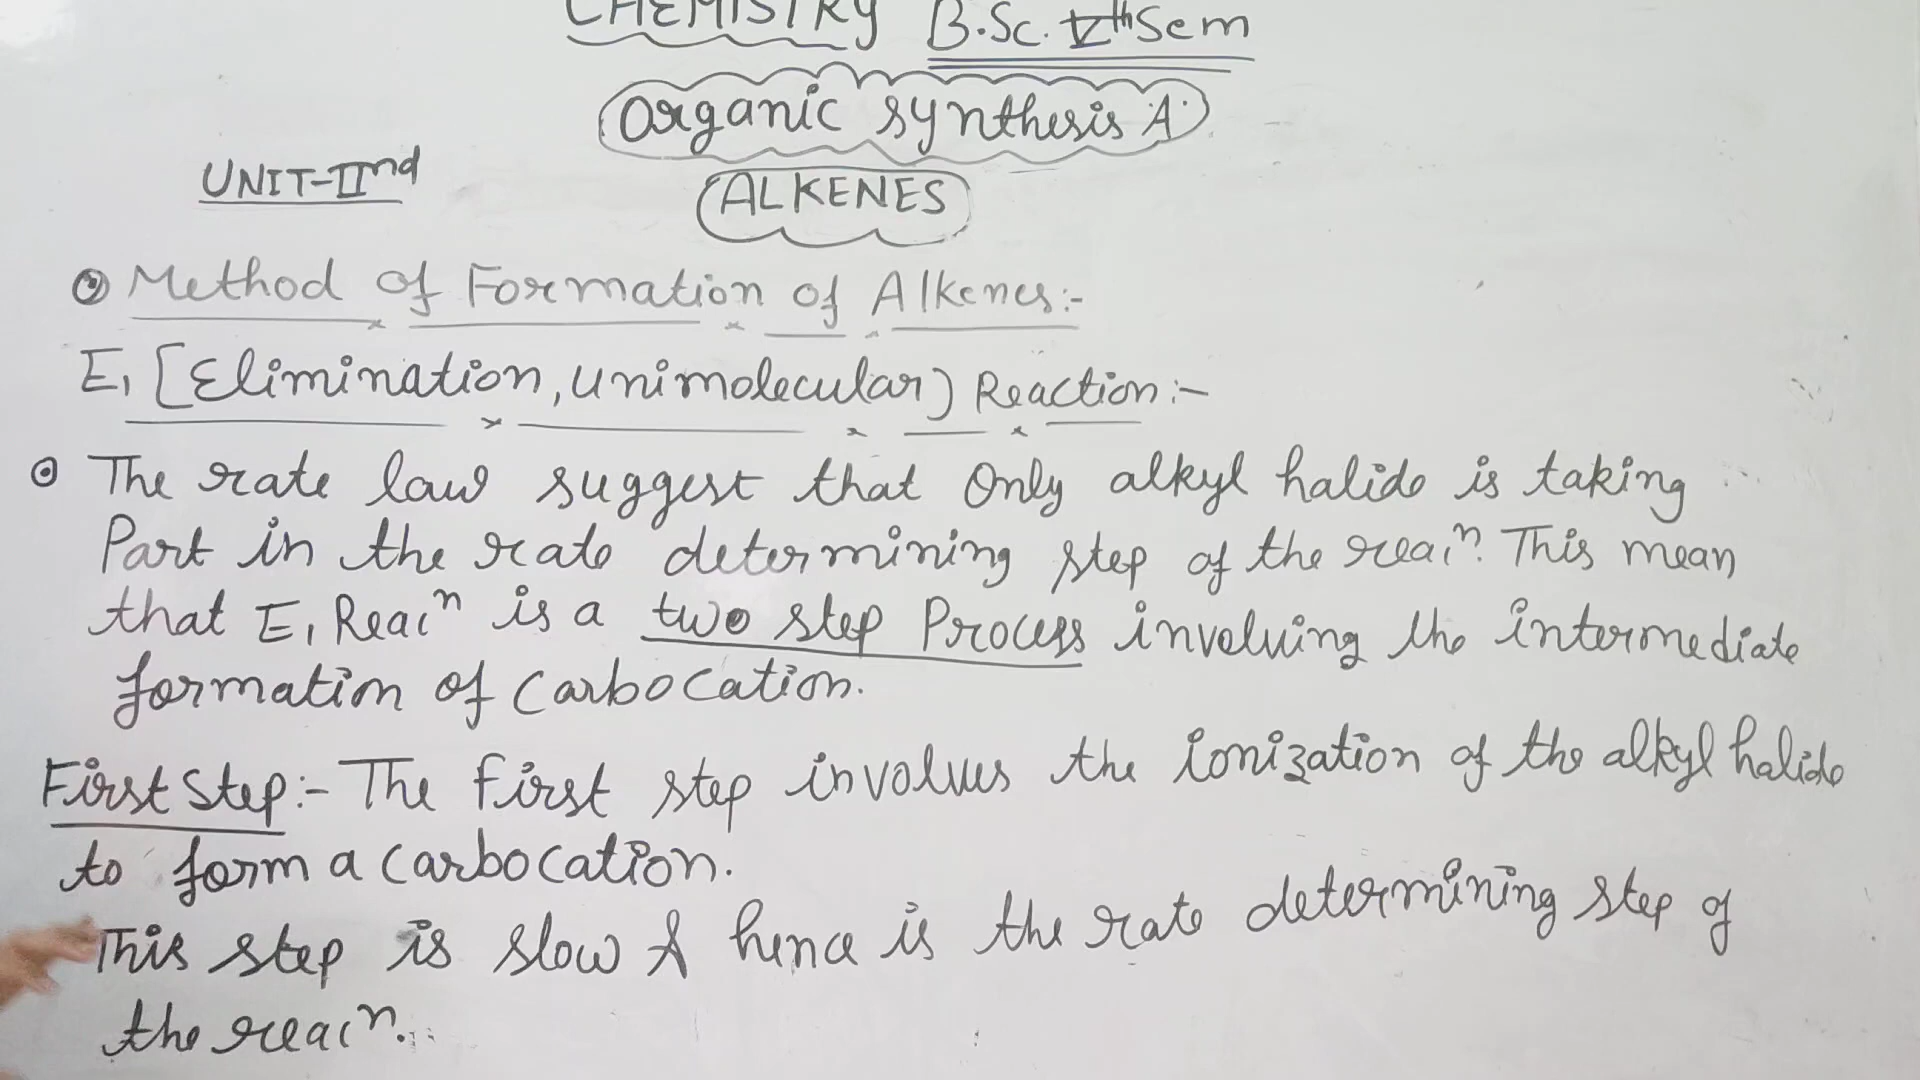 CHEMISTRY B.Sc. Vth Sem
Organic synthesis A
UNIT-IInd
ALKENES
Method of Formation of Alkenes:-
E1 [Elimination, unimolecular) Reaction:-
The rate law suggest that Only alkyl halide is taking
Part in the rate determining step of the reacn. This mean
that E1 Reacn is a two step Process involving the intermediate
formation of Carbocation.
First Step:- The first step involves the ionization of the alkyl halide
to form a Carbocation.
This step is slow & hence is the rate determining step of
the reacn.